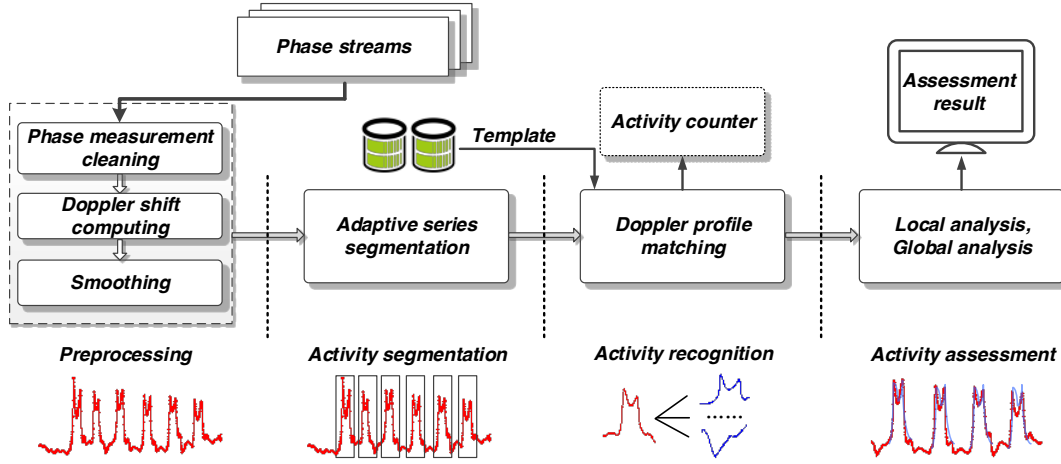 Phase streams
Phase measurement
cleaning
Doppler shift
computing
Smoothing
Template
Activity counter
Assessment
result
Adaptive series
segmentation
Doppler profile
matching
Local analysis,
Global analysis
Preprocessing
Activity segmentation
Activity recognition
Activity assessment